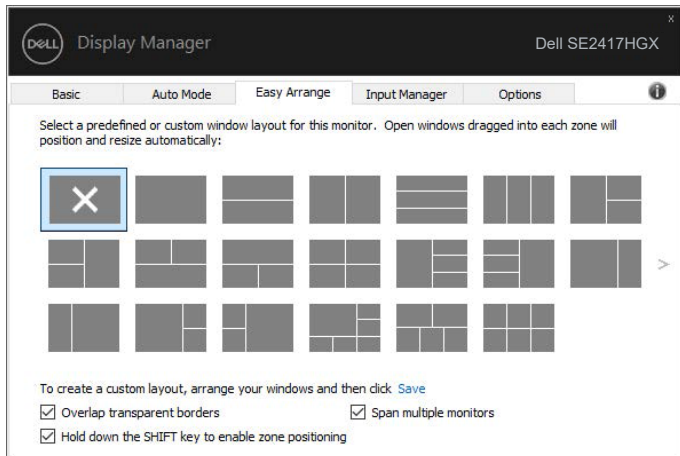 x
DELL Display Manager Dell SE2417HGX
Basic Auto Mode Easy Arrange Input Manager Options i
Select a predefined or custom window layout for this monitor. Open windows dragged into each zone will
position and resize automatically:
>
To create a custom layout, arrange your windows and then click Save
Overlap transparent borders Span multiple monitors
Hold down the SHIFT key to enable zone positioning